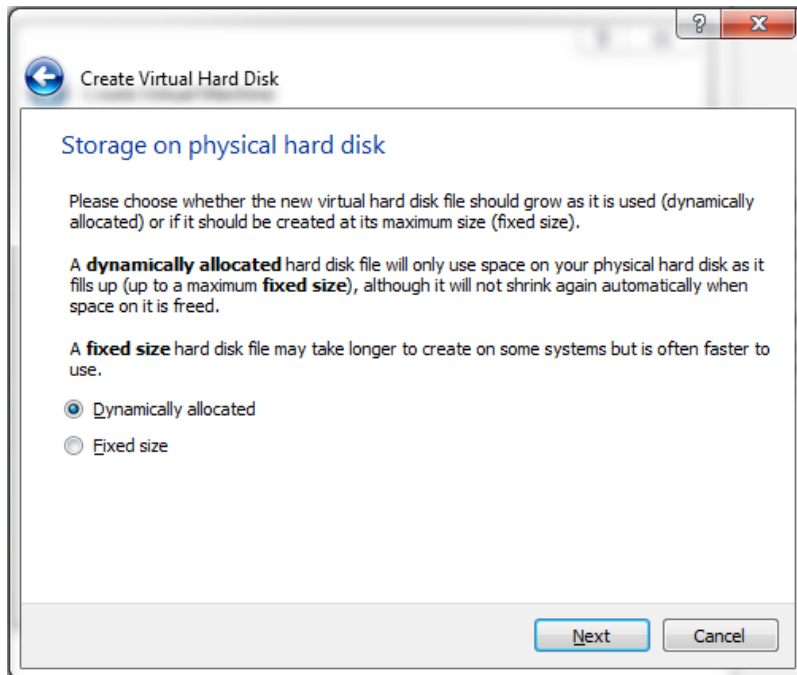 Create Virtual Hard Disk
Storage on physical hard disk
Please choose whether the new virtual hard disk file should grow as it is used (dynamically
allocated) or if it should be created at its maximum size (fixed size).
A dynamically allocated hard disk file will only use space on your physical hard disk as it
fills up (up to a maximum fixed size), although it will not shrink again automatically when
space on it is freed.
A fixed size hard disk file may take longer to create on some systems but is often faster to
use.
Dynamically allocated
Fixed size
Next Cancel